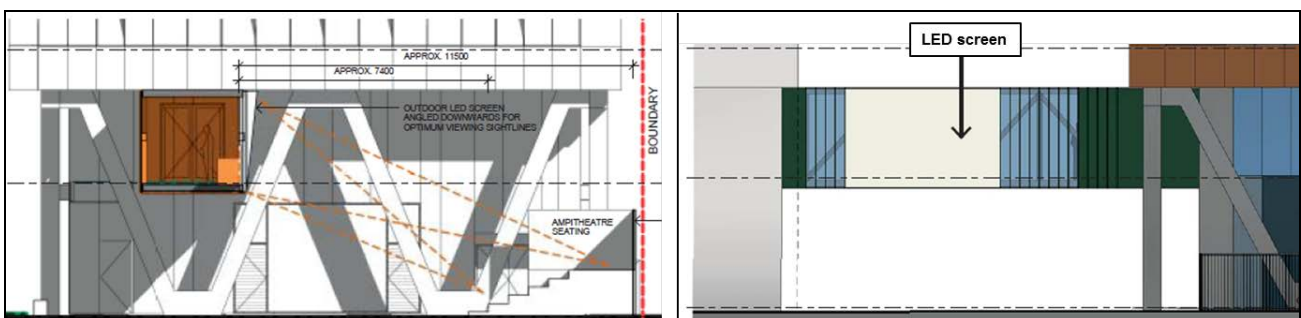 APPROX. 11500
APPROX. 7400
OUTDOOR LED SCREEN
ANGLED DOWNWARDS FOR
OPTIMUM VIEWING SIGHTLINES
BOUNDARY
AMPITHEATRE
SEATING
LED screen